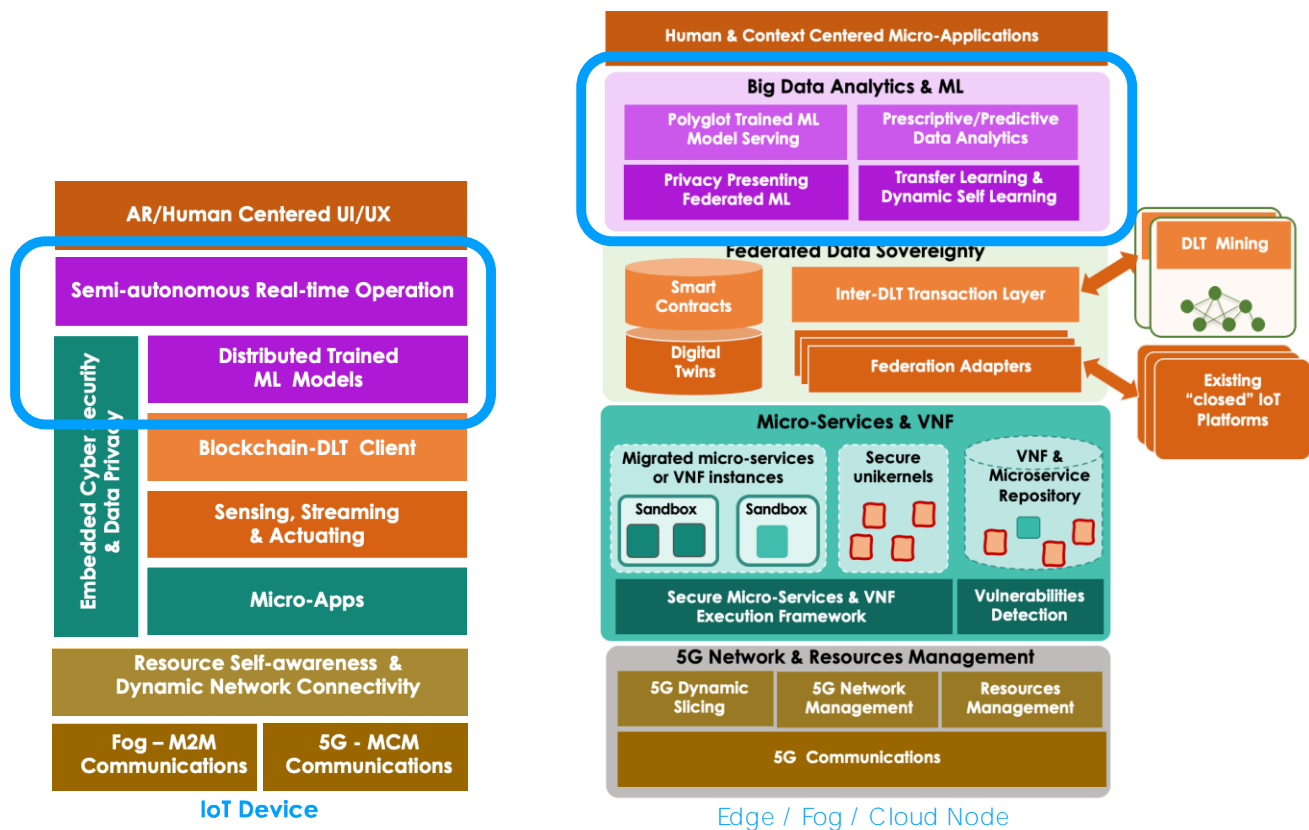 AR/Human Centered UI/UX
Semi-autonomous Real-time Operation
Embedded Cyber Security
& Data Privacy
Distributed Trained
ML Models
Blockchain-DLT Client
Sensing, Streaming
& Actuating
Micro-Apps
Resource Self-awareness &
Dynamic Network Connectivity
Fog – M2M
Communications
5G - MCM
Communications
IoT Device
Human & Context Centered Micro-Applications
Big Data Analytics & ML
Polyglot Trained ML
Model Serving
Prescriptive/Predictive
Data Analytics
Privacy Presenting
Federated ML
Transfer Learning &
Dynamic Self Learning
Federated Data Sovereignty
Smart
Contracts
Inter-DLT Transaction Layer
DLT Mining
Digital
Twins
Federation Adapters
Existing
“closed” IoT
Platforms
Micro-Services & VNF
Migrated micro-services
or VNF instances
Sandbox
Sandbox
Secure
unikernels
VNF &
Microservice
Repository
Secure Micro-Services & VNF
Execution Framework
Vulnerabilities
Detection
5G Network & Resources Management
5G Dynamic
Slicing
5G Network
Management
Resources
Management
5G Communications
Edge / Fog / Cloud Node